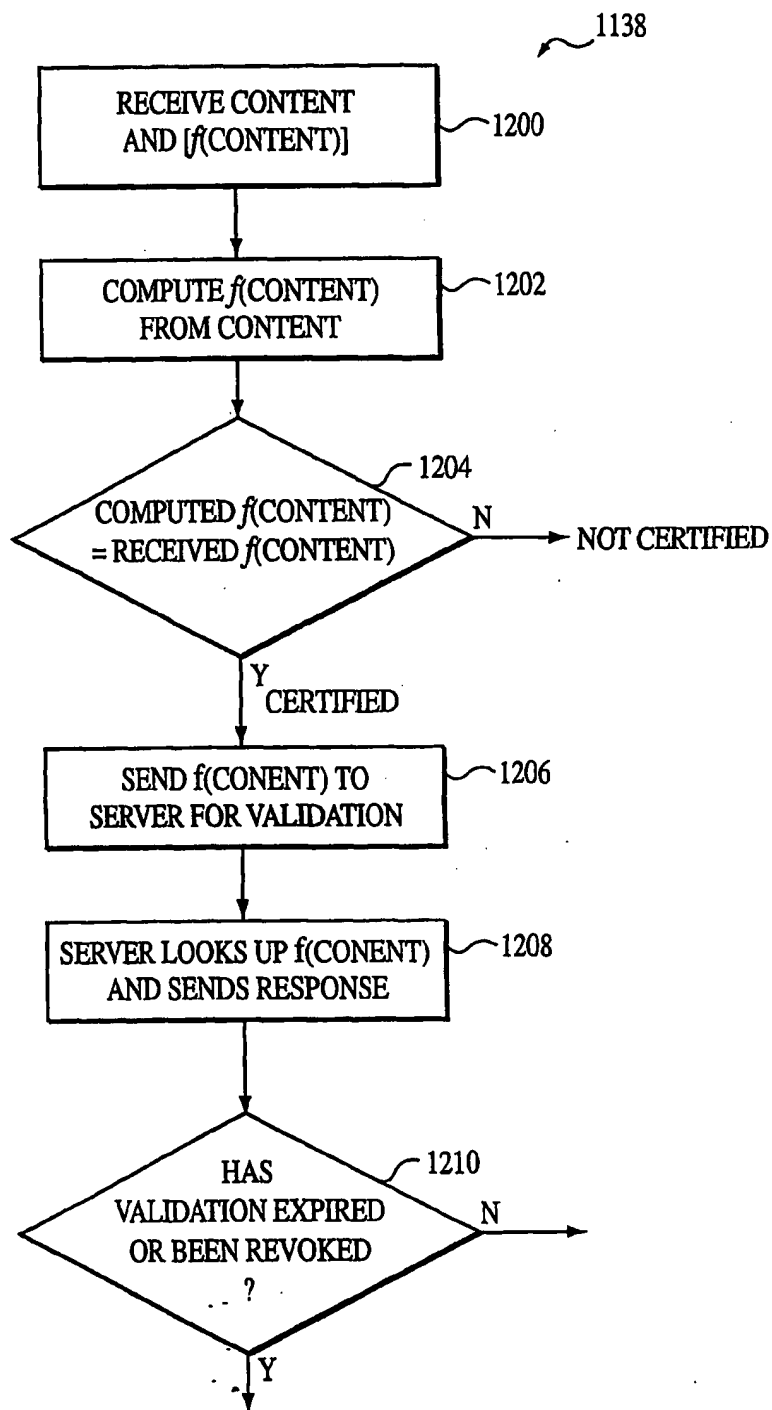 1138
RECEIVE CONTENT
AND [f(CONTENT)]
1200
COMPUTE f(CONTENT)
FROM CONTENT
1202
1204
COMPUTED f(CONTENT)
= RECEIVED f(CONTENT)
N
NOT CERTIFIED
Y
CERTIFIED
SEND f(CONENT) TO
SERVER FOR VALIDATION
1206
SERVER LOOKS UP f(CONENT)
AND SENDS RESPONSE
1208
1210
HAS
VALIDATION EXPIRED
OR BEEN REVOKED
?
N
Y